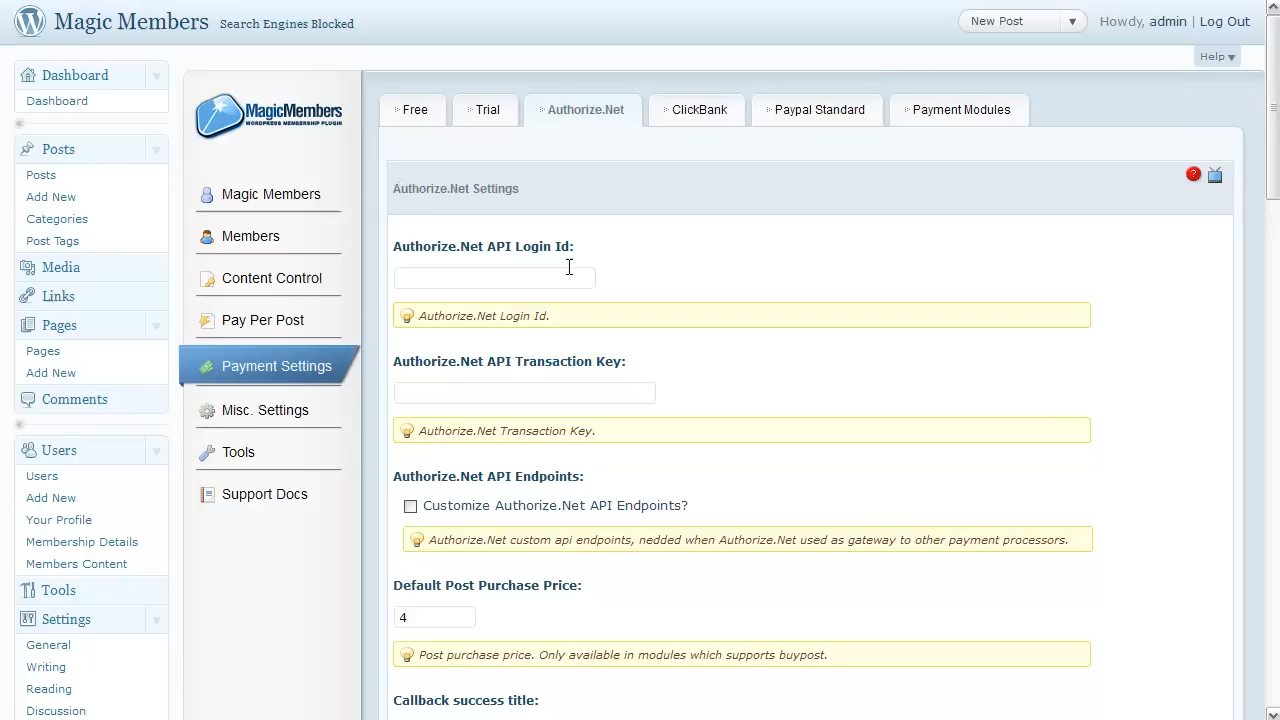 Magic Members Search Engines Blocked
New Post
Howdy, admin | Log Out
Help
Dashboard
Dashboard
Posts
Posts
Add New
Categories
Post Tags
Media
Links
Pages
Pages
Add New
Comments
Users
Users
Add New
Your Profile
Membership Details
Members Content
Tools
Settings
General
Writing
Reading
Discussion
MagicMembers
WORDPRESS MEMBERSHIP PLUGIN
Magic Members
Members
Content Control
Pay Per Post
Payment Settings
Misc. Settings
Tools
Support Docs
Free
Trial
Authorize.Net
ClickBank
Paypal Standard
Payment Modules
Authorize.Net Settings
?
Authorize.Net API Login Id:
Authorize.Net Login Id.
Authorize.Net API Transaction Key:
Authorize.Net Transaction Key.
Authorize.Net API Endpoints:
Customize Authorize.Net API Endpoints?
Authorize.Net custom api endpoints, nedded when Authorize.Net used as gateway to other payment processors.
Default Post Purchase Price:
4
Post purchase price. Only available in modules which supports buypost.
Callback success title: